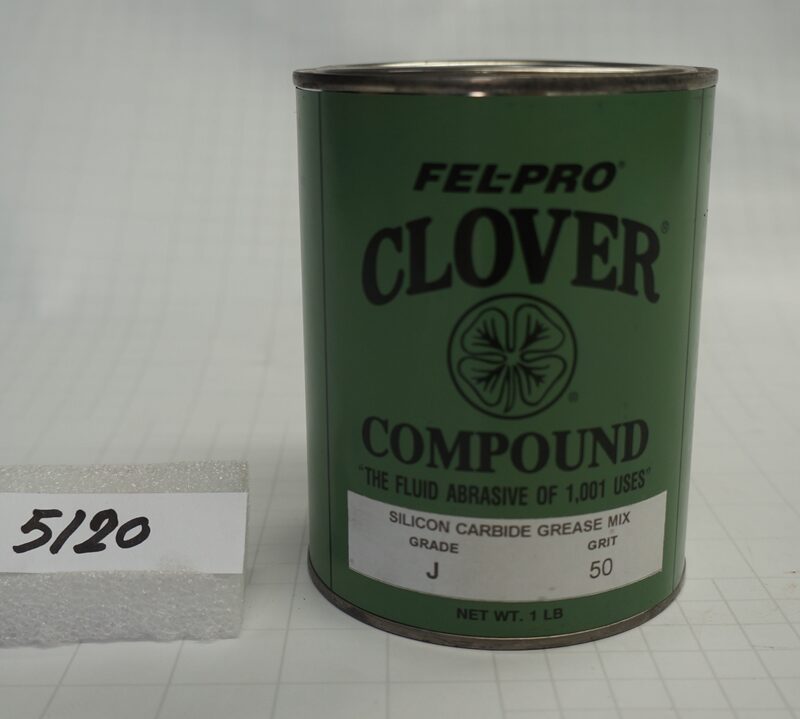 FEL-PRO®
CLOVER®
®
COMPOUND
"THE FLUID ABRASIVE OF 1,001 USES"
SILICON CARBIDE GREASE MIX
GRADE GRIT
J 50
NET WT. 1 LB
5120